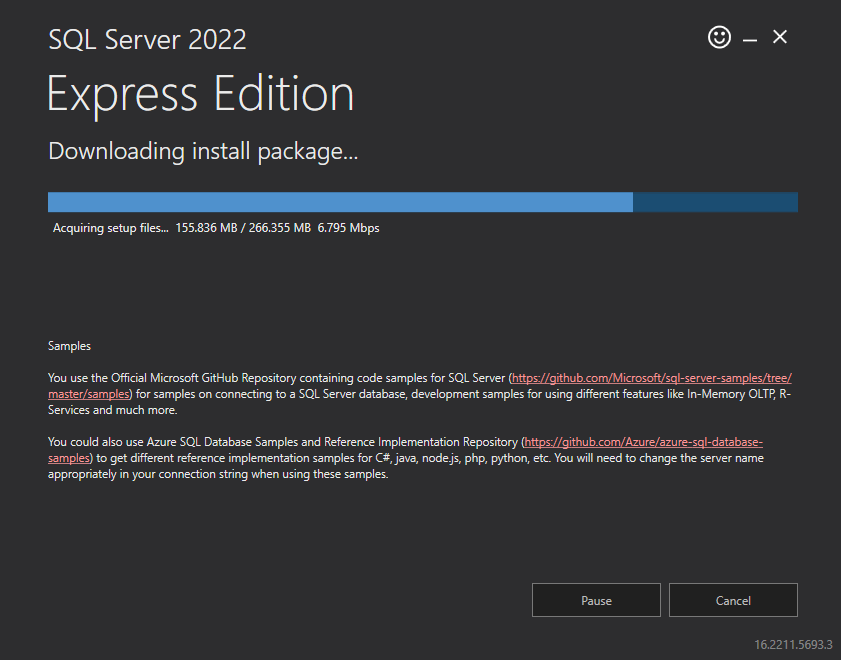 SQL Server 2022
Express Edition
Downloading install package...
Acquiring setup files... 155.836 MB / 266.355 MB 6.795 Mbps
Samples
You use the Official Microsoft GitHub Repository containing code samples for SQL Server (https://github.com/Microsoft/sql-server-samples/tree/
master/samples) for samples on connecting to a SQL Server database, development samples for using different features like In-Memory OLTP, R-
Services and much more.
You could also use Azure SQL Database Samples and Reference Implementation Repository (https://github.com/Azure/azure-sql-database-
samples) to get different reference implementation samples for C#, java, node.js, php, python, etc. You will need to change the server name
appropriately in your connection string when using these samples.
Pause
Cancel
16.2211.5693.3